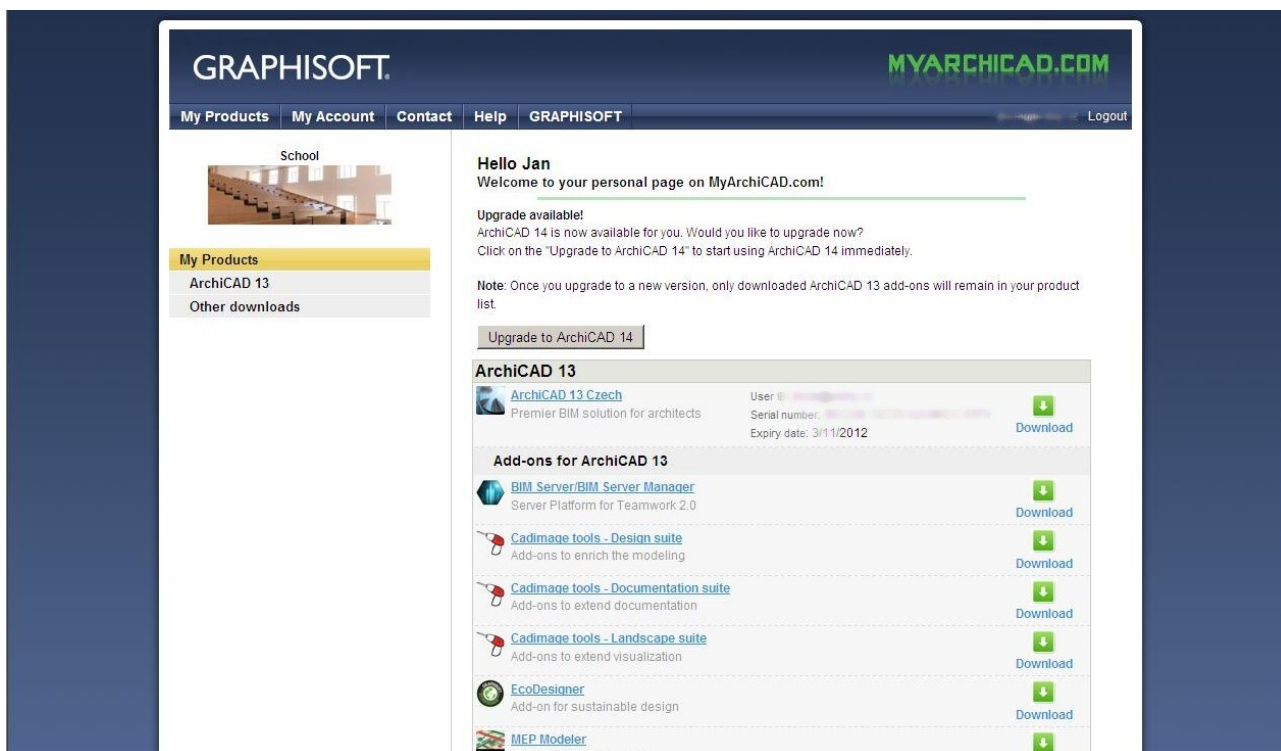 GRAPHISOFT.
MYARCHICAD.COM
My Products My Account Contact Help GRAPHISOFT
Logout
School
My Products
ArchiCAD 13
Other downloads
Hello Jan
Welcome to your personal page on MyArchiCAD.com!
Upgrade available!
ArchiCAD 14 is now available for you. Would you like to upgrade now?
Click on the "Upgrade to ArchiCAD 14" to start using ArchiCAD 14 immediately.
Note: Once you upgrade to a new version, only downloaded ArchiCAD 13 add-ons will remain in your product
list.
Upgrade to ArchiCAD 14
ArchiCAD 13
ArchiCAD 13 Czech
Premier BIM solution for architects
User
Serial number:
Expiry date: 3/11/2012
Download
Add-ons for ArchiCAD 13
BIM Server/BIM Server Manager
Server Platform for Teamwork 2.0
Download
Cadimage tools - Design suite
Add-ons to enrich the modeling
Download
Cadimage tools - Documentation suite
Add-ons to extend documentation
Download
Cadimage tools - Landscape suite
Add-ons to extend visualization
Download
EcoDesigner
Add-on for sustainable design
Download
MEP Modeler